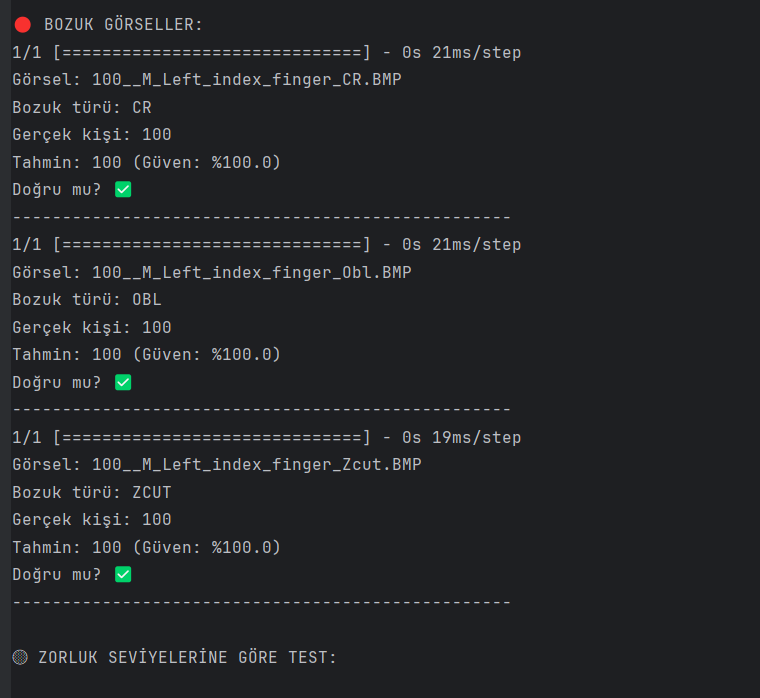 🔴 BOZUK GÖRSELLER:
1/1 [==============================] - 0s 21ms/step
Görsel: 100__M_Left_index_finger_CR.BMP
Bozuk türü: CR
Gerçek kişi: 100
Tahmin: 100 (Güven: %100.0)
Doğru mu? ✅
--------------------------------------------------
1/1 [==============================] - 0s 21ms/step
Görsel: 100__M_Left_index_finger_Obl.BMP
Bozuk türü: OBL
Gerçek kişi: 100
Tahmin: 100 (Güven: %100.0)
Doğru mu? ✅
--------------------------------------------------
1/1 [==============================] - 0s 19ms/step
Görsel: 100__M_Left_index_finger_Zcut.BMP
Bozuk türü: ZCUT
Gerçek kişi: 100
Tahmin: 100 (Güven: %100.0)
Doğru mu? ✅
--------------------------------------------------
🟡 ZORLUK SEVİYELERİNE GÖRE TEST: